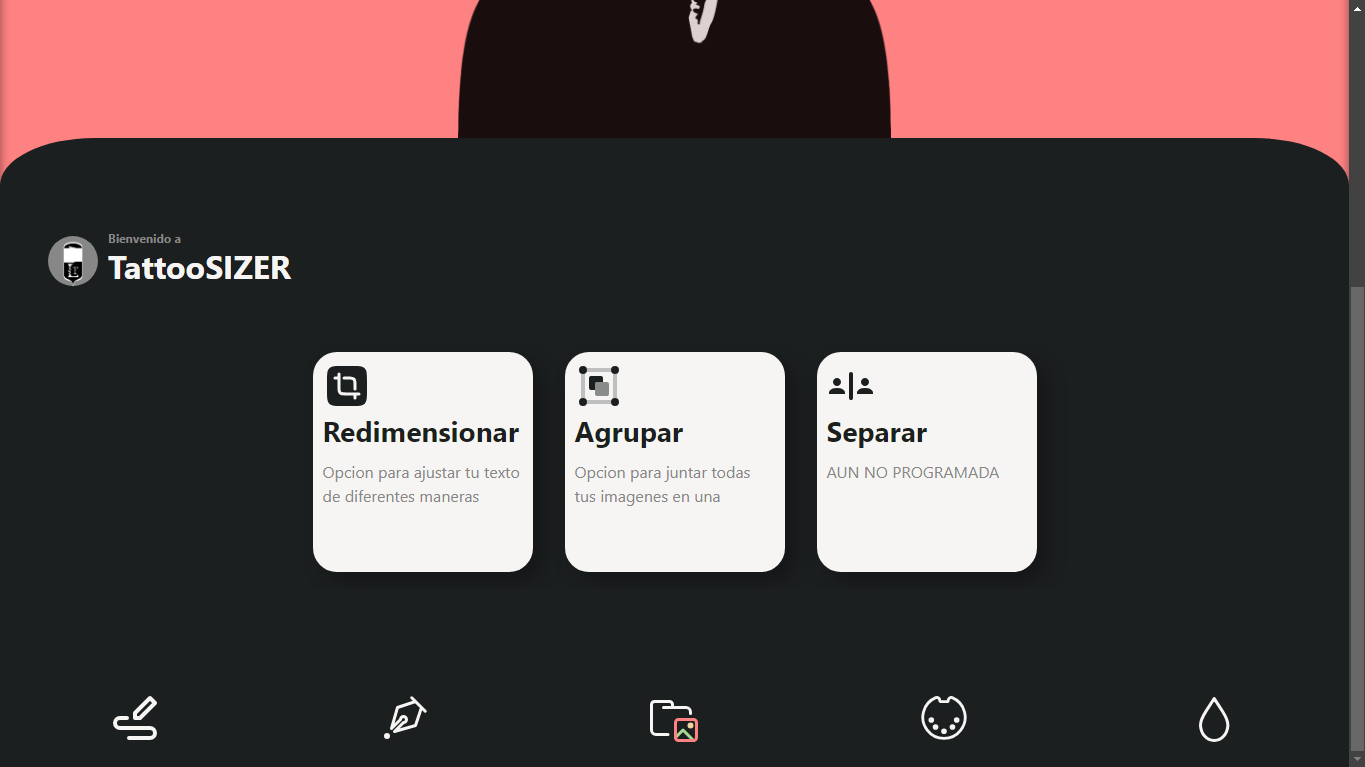 Bienvenido a
TattooSIZER
Redimensionar
Opcion para ajustar tu texto
de diferentes maneras
Agrupar
Opcion para juntar todas
tus imagenes en una
Separar
AUN NO PROGRAMADA